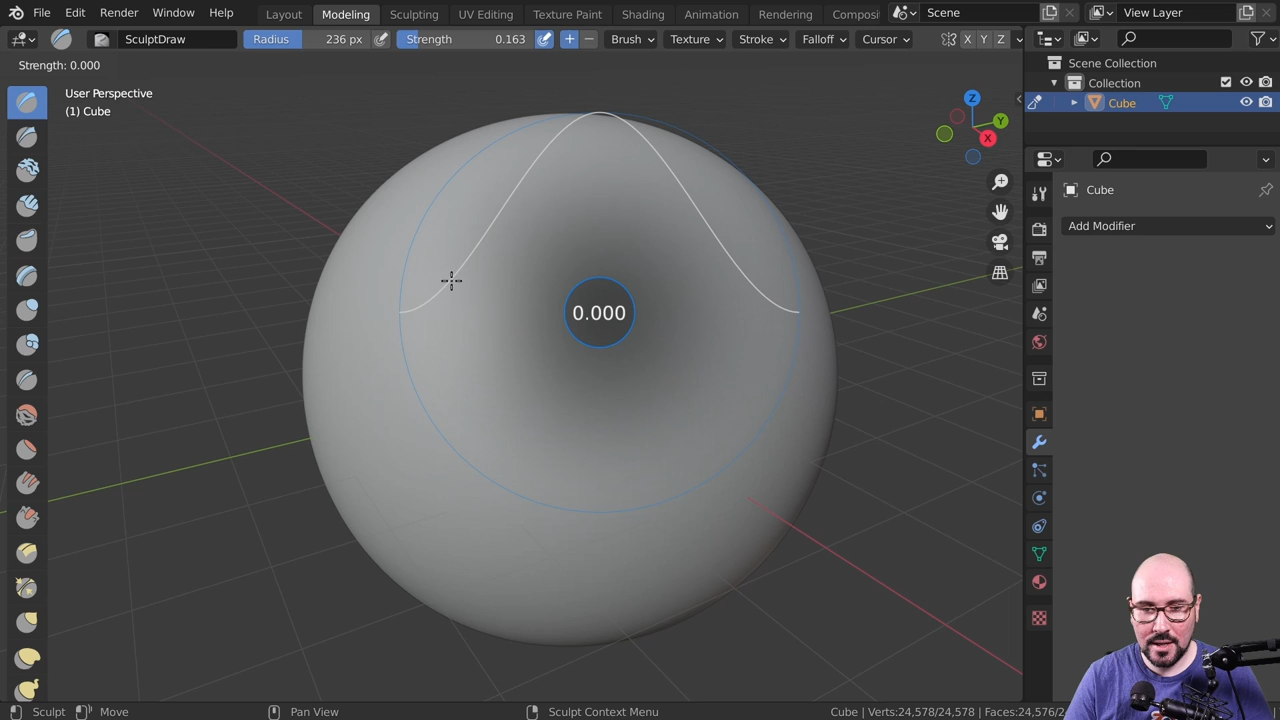 File Edit Render Window Help Layout Modeling Sculpting UV Editing Texture Paint Shading Animation Rendering Composi Scene View Layer
SculptDraw Radius 236 px Strength 0.163 Brush Texture Stroke Falloff Cursor X Y Z
Strength: 0.000
Scene Collection
Collection
Cube
User Perspective
(1) Cube
Z
Y
X
Cube
Add Modifier
0.000
Sculpt Move Pan View Sculpt Context Menu Cube | Verts:24,578/24,578 | Faces:24,576/2